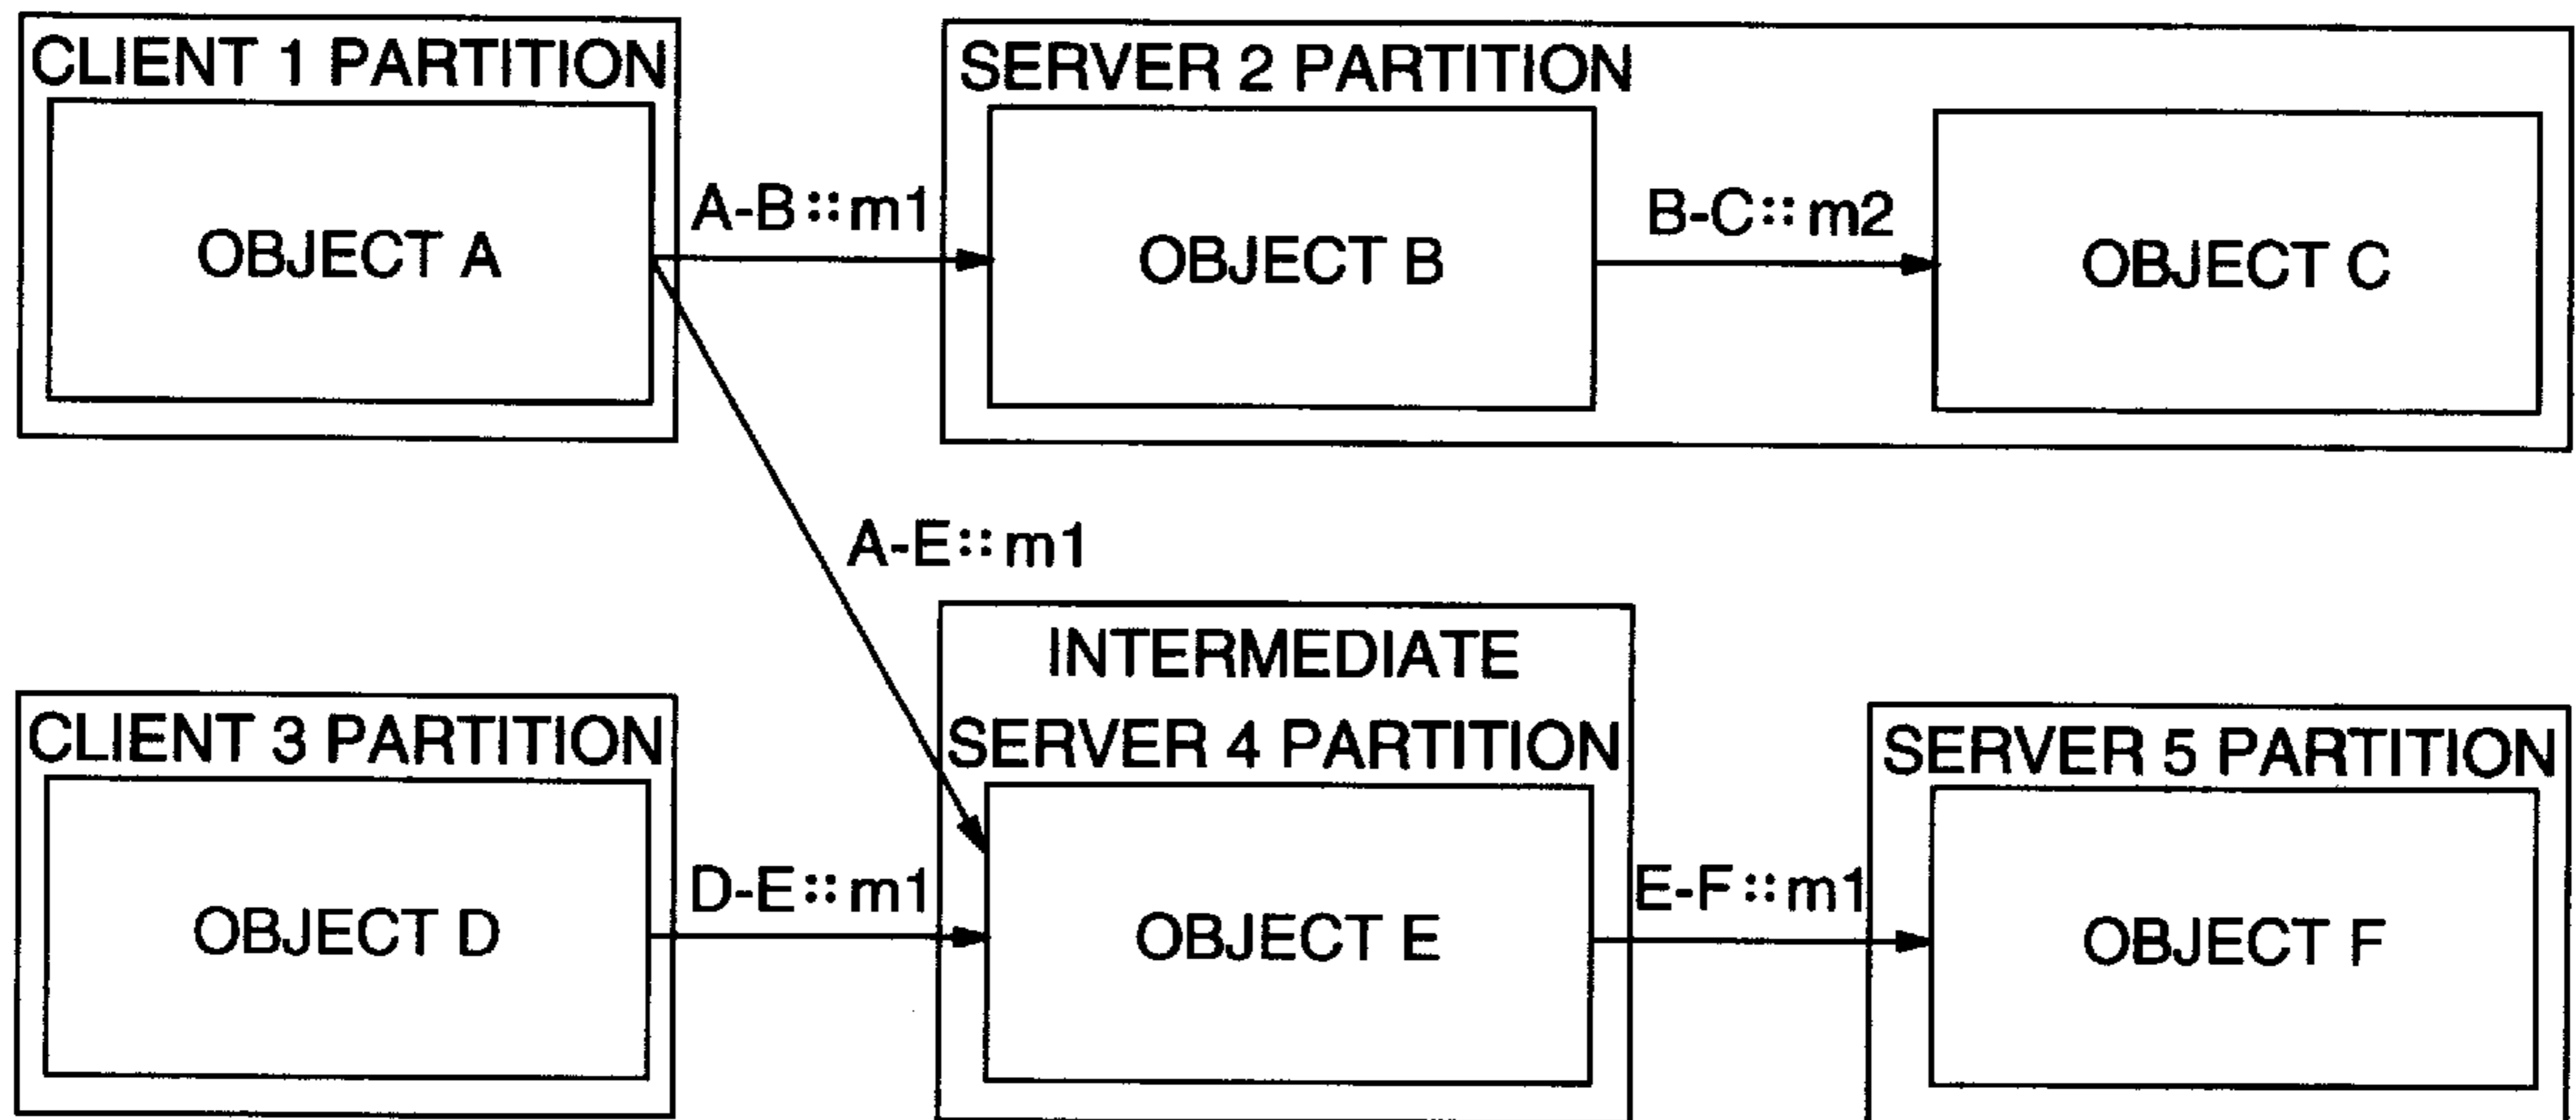 CLIENT 1 PARTITION
SERVER 2 PARTITION
OBJECT A
A-B::m1
OBJECT B
B-C::m2
OBJECT C
A-E::m1
INTERMEDIATE
SERVER 4 PARTITION
CLIENT 3 PARTITION
SERVER 5 PARTITION
OBJECT D
D-E::m1
OBJECT E
E-F::m1
OBJECT F